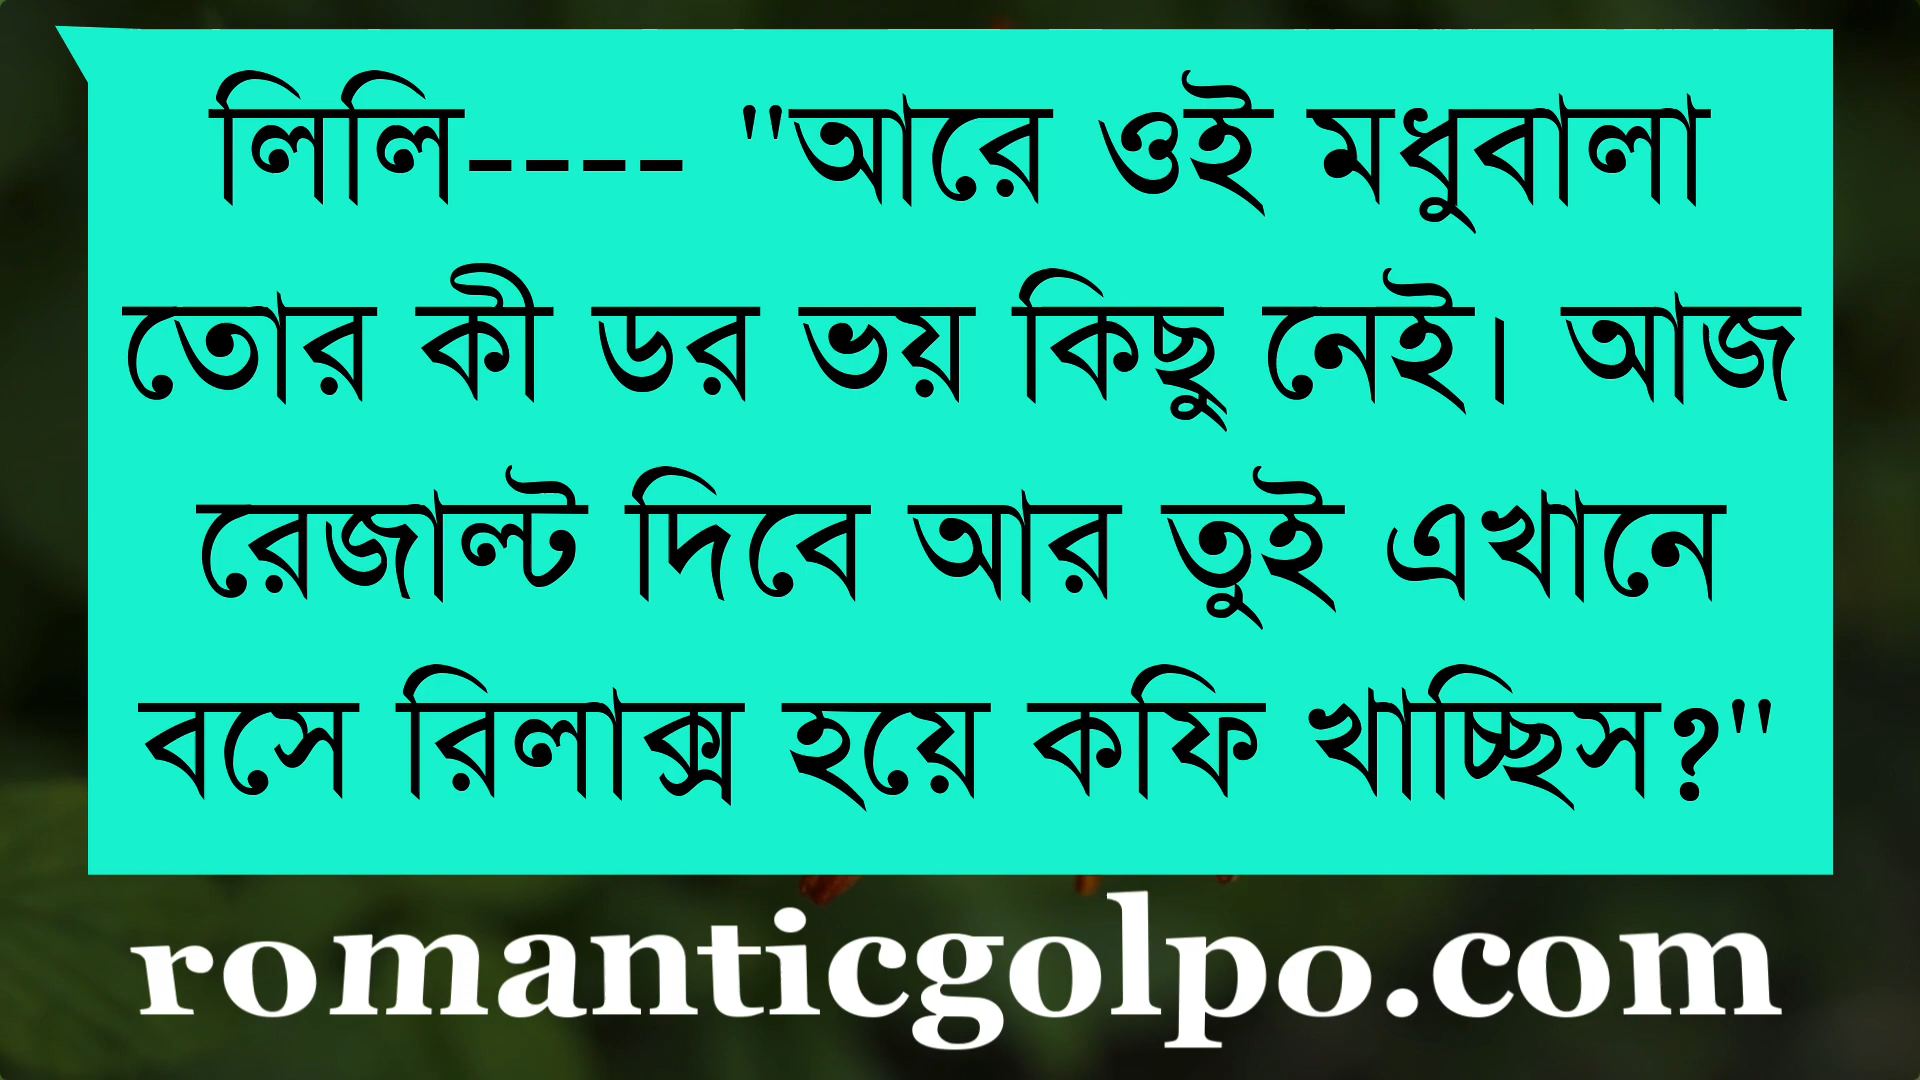 লিলি---- "আরে ওই মধুবালা
তোর কী ডর ভয় কিছু নেই। আজ
রেজাল্ট দিবে আর তুই এখানে
বসে রিলাক্স হয়ে কফি খাচ্ছিস?"
romanticgolpo.com